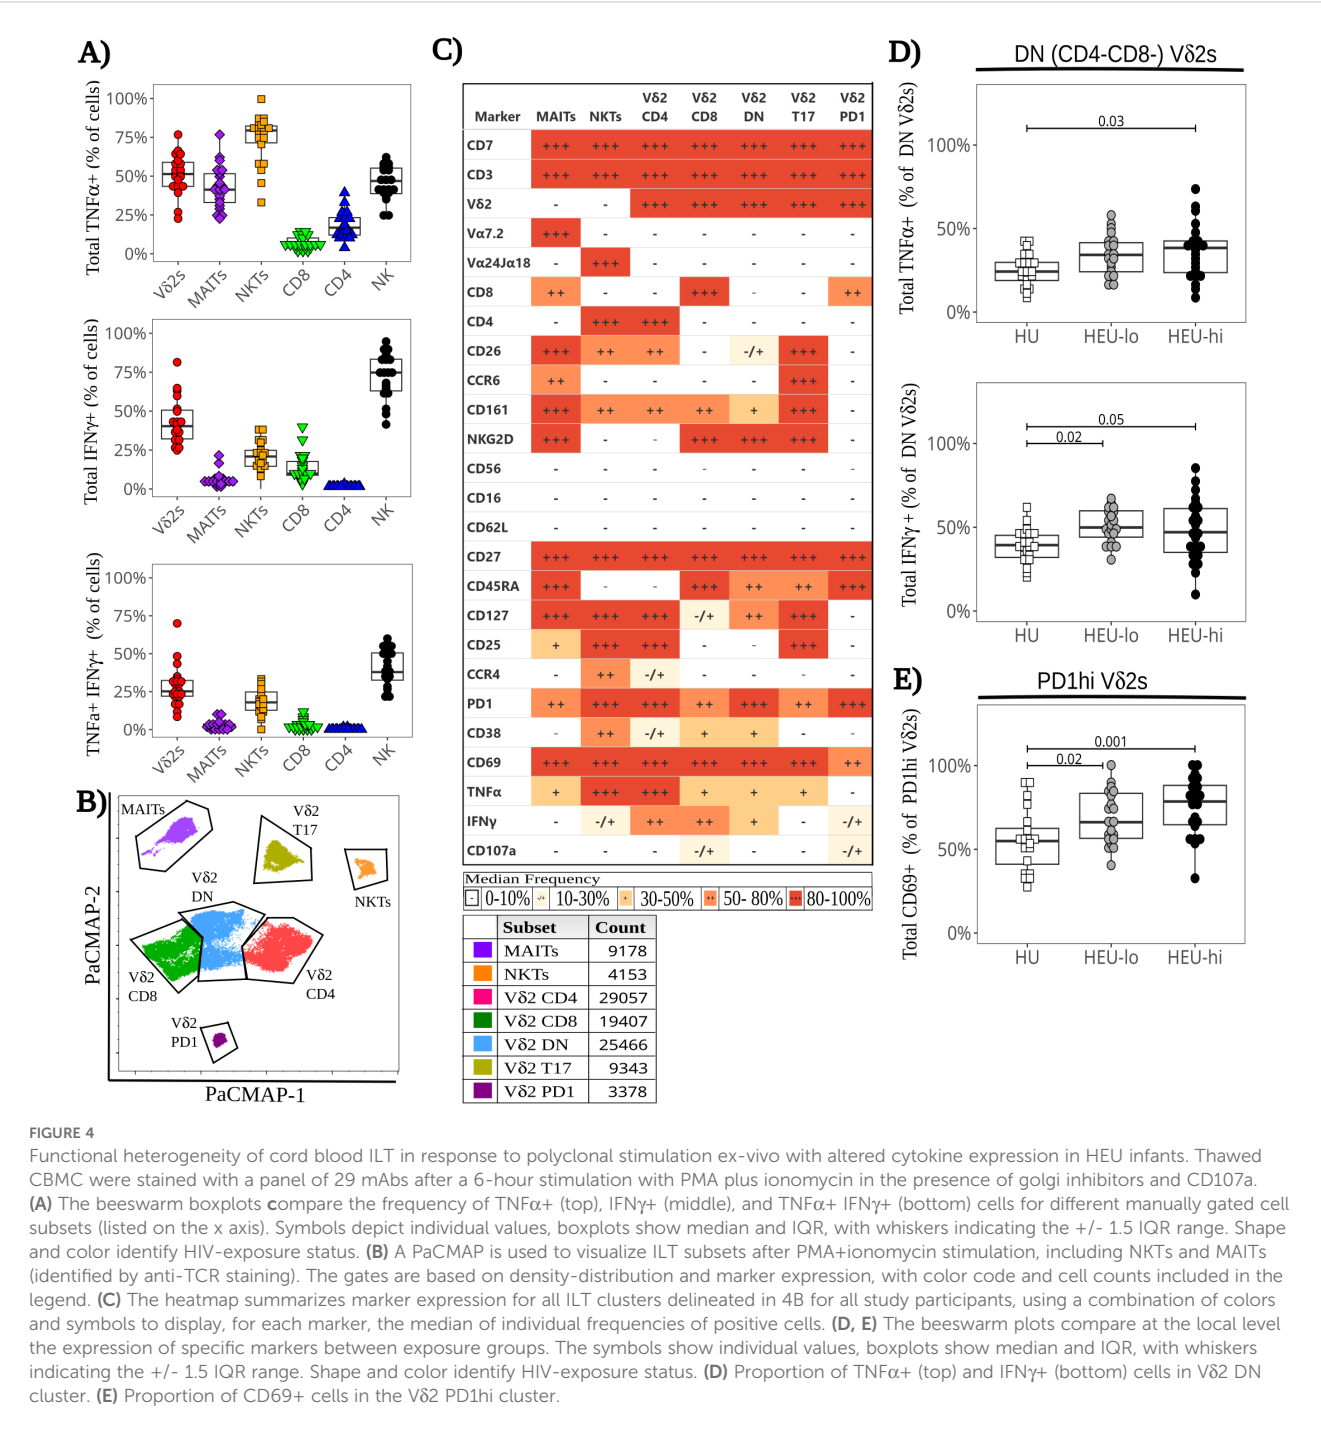 A)
Total TNFα+ (% of cells)
100%
75%
50%
25%
0%
Vδ2s
MAITs
NKTs
CD8
CD4
NK
Total IFNγ+ (% of cells)
100%
75%
50%
25%
0%
Vδ2s
MAITs
NKTs
CD8
CD4
NK
TNFa+ IFNγ+ (% of cells)
100%
75%
50%
25%
0%
Vδ2s
MAITs
NKTs
CD8
CD4
NK
B)
MAITs
Vδ2
T17
Vδ2
DN
NKTs
Vδ2
CD8
Vδ2
CD4
Vδ2
PD1
PaCMAP-2
PaCMAP-1
C)
Marker MAITs NKTs Vδ2 CD4 Vδ2 CD8 Vδ2 DN Vδ2 T17 Vδ2 PD1
CD7 +++ +++ +++ +++ +++ +++ +++
CD3 +++ +++ +++ +++ +++ +++ +++
Vδ2 - - +++ +++ +++ +++ +++
Vα7.2 +++ - - - - - -
Vα24Jα18 - +++ - - - - -
CD8 ++ - - +++ - - ++
CD4 - +++ +++ - - - -
CD26 +++ ++ ++ - -/+ +++ -
CCR6 ++ - - - - +++ -
CD161 +++ ++ ++ ++ + +++ -
NKG2D +++ - - +++ +++ +++ -
CD56 - - - - - - -
CD16 - - - - - - -
CD62L - - - - - - -
CD27 +++ +++ +++ +++ +++ +++ +++
CD45RA +++ - - +++ ++ ++ +++
CD127 +++ +++ +++ -/+ ++ +++ -
CD25 + +++ +++ - - +++ -
CCR4 - ++ -/+ - - - -
PD1 ++ +++ +++ ++ +++ ++ +++
CD38 - ++ -/+ + + - -
CD69 +++ +++ +++ +++ +++ +++ ++
TNFα + +++ +++ + + + -
IFNγ - -/+ ++ ++ + - -/+
CD107a - - - -/+ - - -/+
Median Frequency
- 0-10% -/+ 10-30% + 30-50% ++ 50- 80% +++ 80-100%
Subset Count
MAITs 9178
NKTs 4153
Vδ2 CD4 29057
Vδ2 CD8 19407
Vδ2 DN 25466
Vδ2 T17 9343
Vδ2 PD1 3378
D)
DN (CD4-CD8-) Vδ2s
Total TNFα+ (% of DN Vδ2s)
100%
50%
0%
0.03
HU
HEU-lo
HEU-hi
Total IFNγ+ (% of DN Vδ2s)
100%
50%
0%
0.05
0.02
HU
HEU-lo
HEU-hi
E)
PD1hi Vδ2s
Total CD69+ (% of PD1hi Vδ2s)
100%
50%
0%
0.001
0.02
HU
HEU-lo
HEU-hi
FIGURE 4
Functional heterogeneity of cord blood ILT in response to polyclonal stimulation ex-vivo with altered cytokine expression in HEU infants. Thawed
CBMC were stained with a panel of 29 mAbs after a 6-hour stimulation with PMA plus ionomycin in the presence of golgi inhibitors and CD107a.
(A) The beeswarm boxplots compare the frequency of TNFα+ (top), IFNγ+ (middle), and TNFα+ IFNγ+ (bottom) cells for different manually gated cell
subsets (listed on the x axis). Symbols depict individual values, boxplots show median and IQR, with whiskers indicating the +/- 1.5 IQR range. Shape
and color identify HIV-exposure status. (B) A PaCMAP is used to visualize ILT subsets after PMA+ionomycin stimulation, including NKTs and MAITs
(identified by anti-TCR staining). The gates are based on density-distribution and marker expression, with color code and cell counts included in the
legend. (C) The heatmap summarizes marker expression for all ILT clusters delineated in 4B for all study participants, using a combination of colors
and symbols to display, for each marker, the median of individual frequencies of positive cells. (D, E) The beeswarm plots compare at the local level
the expression of specific markers between exposure groups. The symbols show individual values, boxplots show median and IQR, with whiskers
indicating the +/- 1.5 IQR range. Shape and color identify HIV-exposure status. (D) Proportion of TNFα+ (top) and IFNγ+ (bottom) cells in Vδ2 DN
cluster. (E) Proportion of CD69+ cells in the Vδ2 PD1hi cluster.